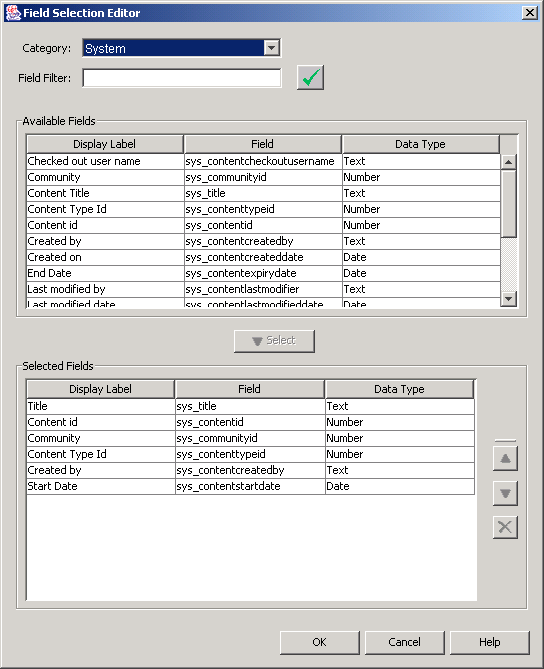 Field Selection Editor
Category: System
Field Filter:
Available Fields
Display Label Field Data Type
Checked out user name sys_contentcheckoutusername Text
Community sys_communityid Number
Content Title sys_title Text
Content Type Id sys_contenttypeid Number
Content id sys_contentid Number
Created by sys_contentcreatedby Text
Created on sys_contentcreateddate Date
End Date sys_contentexpirydate Date
Last modified by sys_contentlastmodifier Text
Last modified date sys_contentlastmodifieddate Date
Select
Selected Fields
Display Label Field Data Type
Title sys_title Text
Content id sys_contentid Number
Community sys_communityid Number
Content Type Id sys_contenttypeid Number
Created by sys_contentcreatedby Text
Start Date sys_contentstartdate Date
OK Cancel Help